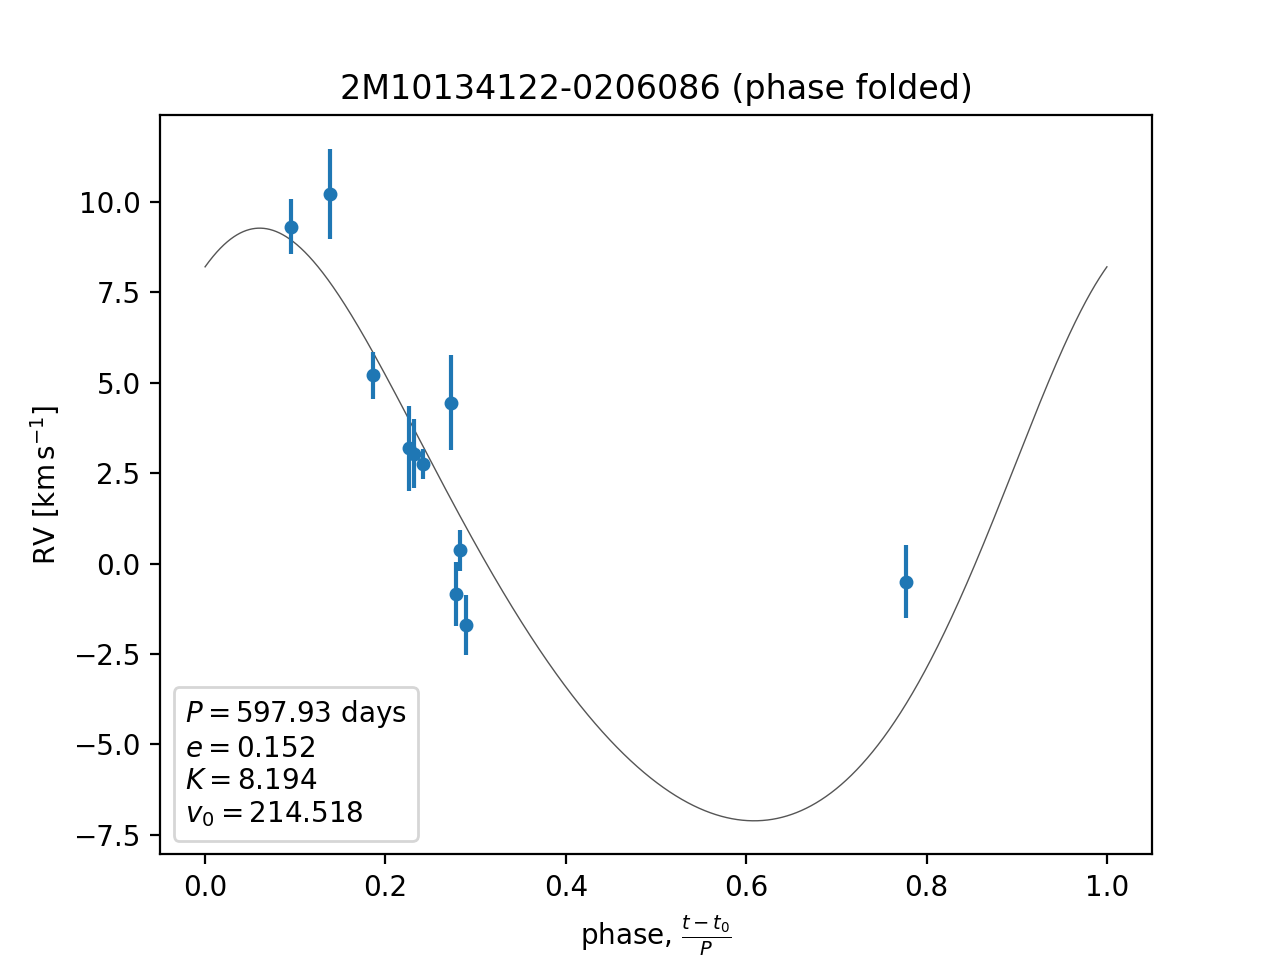 2M10134122-0206086 (phase folded)
RV [km s⁻¹]
10.0
7.5
5.0
2.5
0.0
−2.5
−5.0
−7.5
P = 597.93 days
e = 0.152
K = 8.194
v₀ = 214.518
0.0 0.2 0.4 0.6 0.8 1.0
phase, (t − t₀)/P